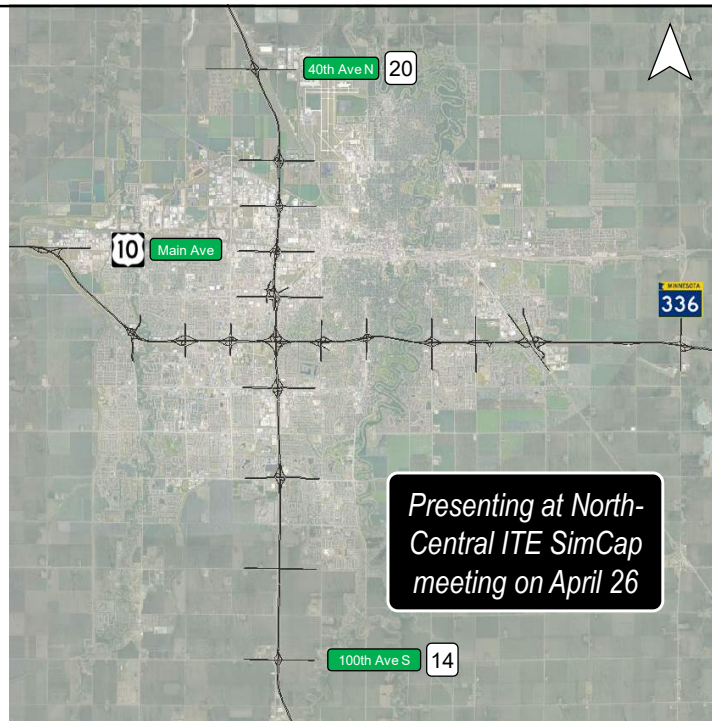 40th Ave N 20
10 Main Ave
MINNESOTA
336
Presenting at North-
Central ITE SimCap
meeting on April 26
100th Ave S 14